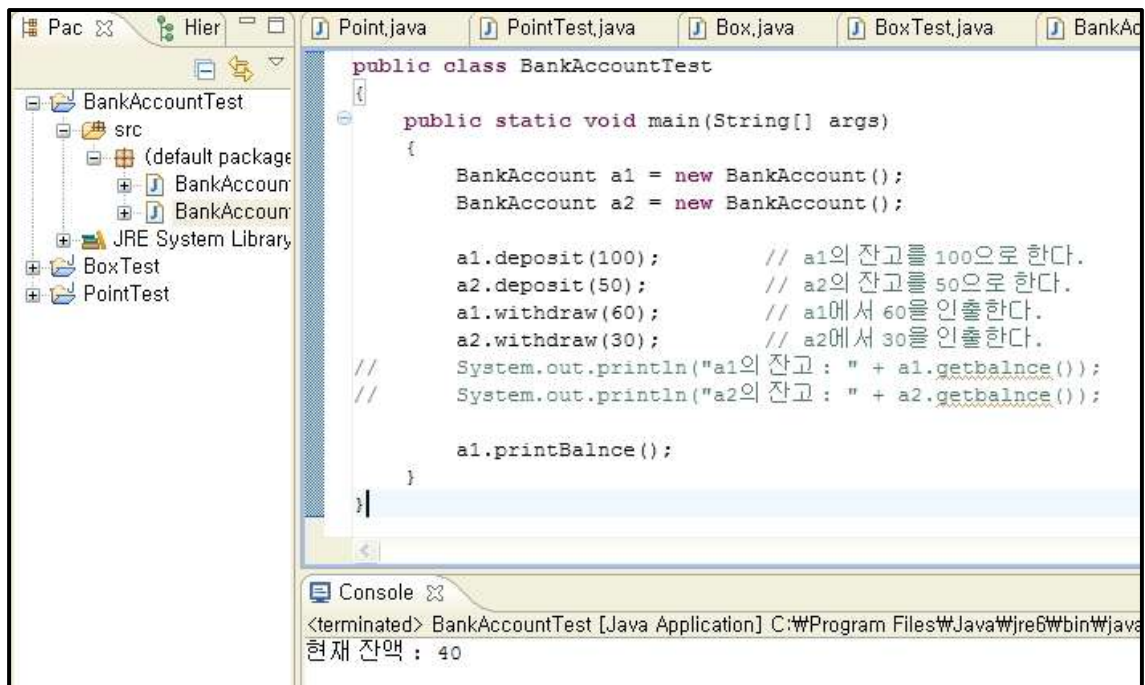 Pac
Hier
Point.java
PointTest.java
Box.java
BoxTest.java
BankAc
BankAccountTest
src
(default package
BankAccoun
BankAccoun
JRE System Library
BoxTest
PointTest
public class BankAccountTest
{
public static void main(String[] args)
{
BankAccount a1 = new BankAccount();
BankAccount a2 = new BankAccount();
a1.deposit(100); // a1의 잔고를 100으로 한다.
a2.deposit(50); // a2의 잔고를 50으로 한다.
a1.withdraw(60); // a1에서 60을 인출한다.
a2.withdraw(30); // a2에서 30을 인출한다.
// System.out.println("a1의 잔고 : " + a1.getbalnce());
// System.out.println("a2의 잔고 : " + a2.getbalnce());
a1.printBalnce();
}
}
Console
<terminated> BankAccountTest [Java Application] C:₩Program Files₩Java₩jre6₩bin₩java
현재 잔액 : 40